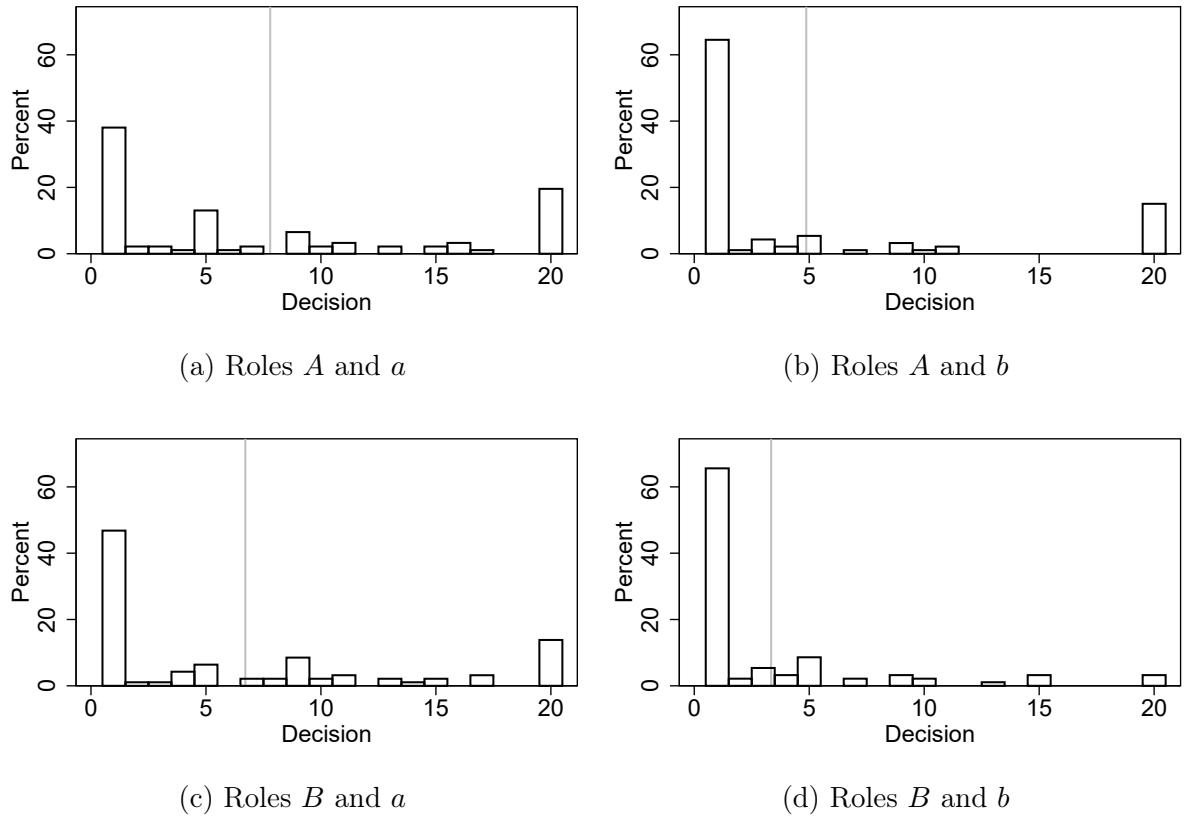 Percent
0 20 40 60
0 5 10 15 20
Decision
(a) Roles A and a
Percent
0 20 40 60
0 5 10 15 20
Decision
(b) Roles A and b
Percent
0 20 40 60
0 5 10 15 20
Decision
(c) Roles B and a
Percent
0 20 40 60
0 5 10 15 20
Decision
(d) Roles B and b